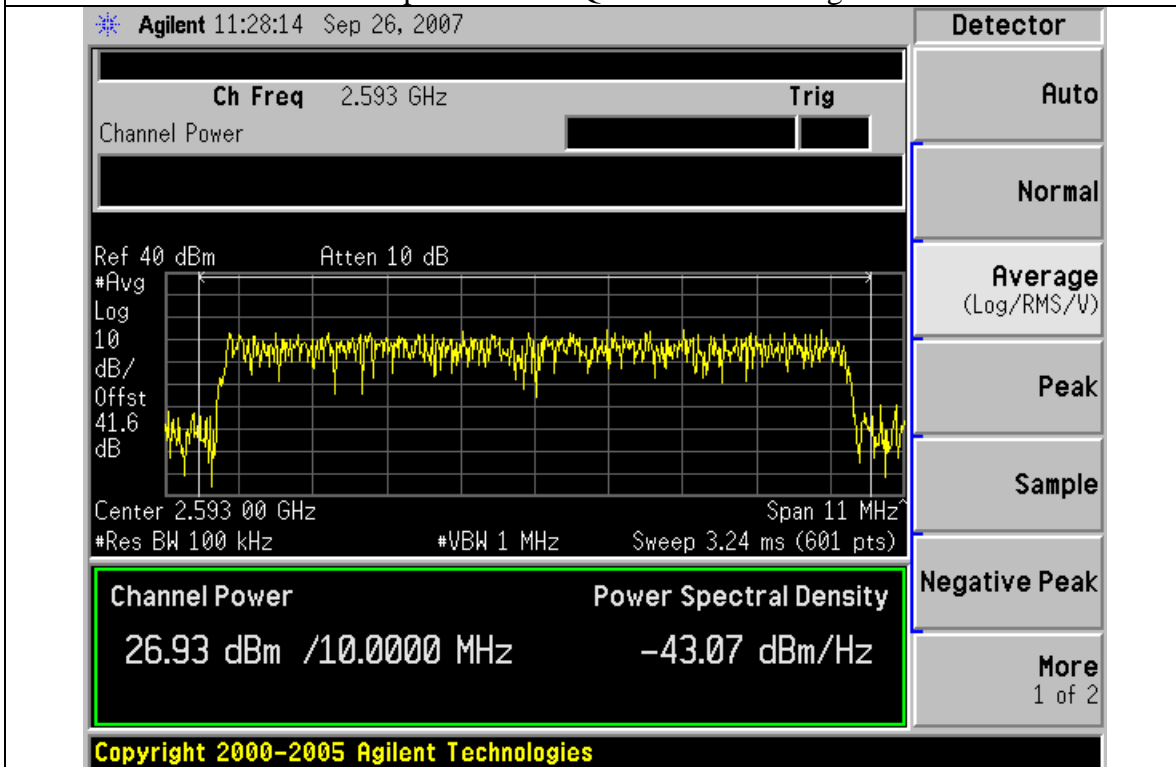 Agilent 11:28:14 Sep 26, 2007
Detector
Ch Freq 2.593 GHz Trig
Channel Power
Auto
Normal
Ref 40 dBm Atten 10 dB
#Avg
Log
10
dB/
Offst
41.6
dB
Average
(Log/RMS/V)
Peak
Sample
Center 2.593 00 GHz Span 11 MHz^
#Res BW 100 kHz #VBW 1 MHz Sweep 3.24 ms (601 pts)
Channel Power Power Spectral Density
26.93 dBm /10.0000 MHz -43.07 dBm/Hz
Negative Peak
More
1 of 2
Copyright 2000-2005 Agilent Technologies